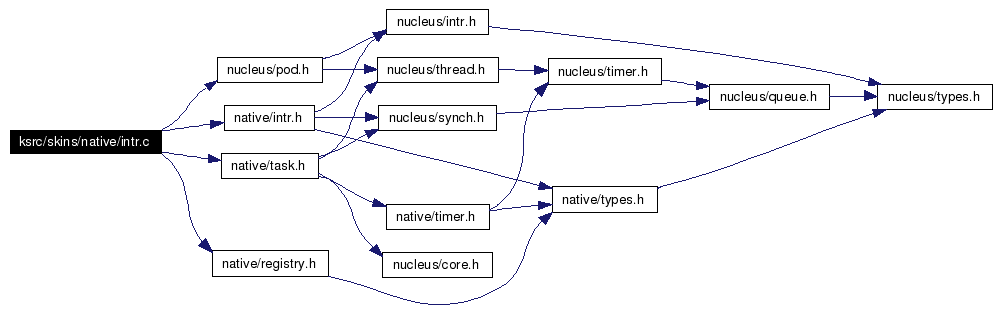 nucleus/intr.h
nucleus/pod.h
nucleus/thread.h
nucleus/timer.h
nucleus/queue.h
nucleus/types.h
native/intr.h
nucleus/synch.h
ksrc/skins/native/intr.c
native/task.h
native/types.h
native/timer.h
native/registry.h
nucleus/core.h